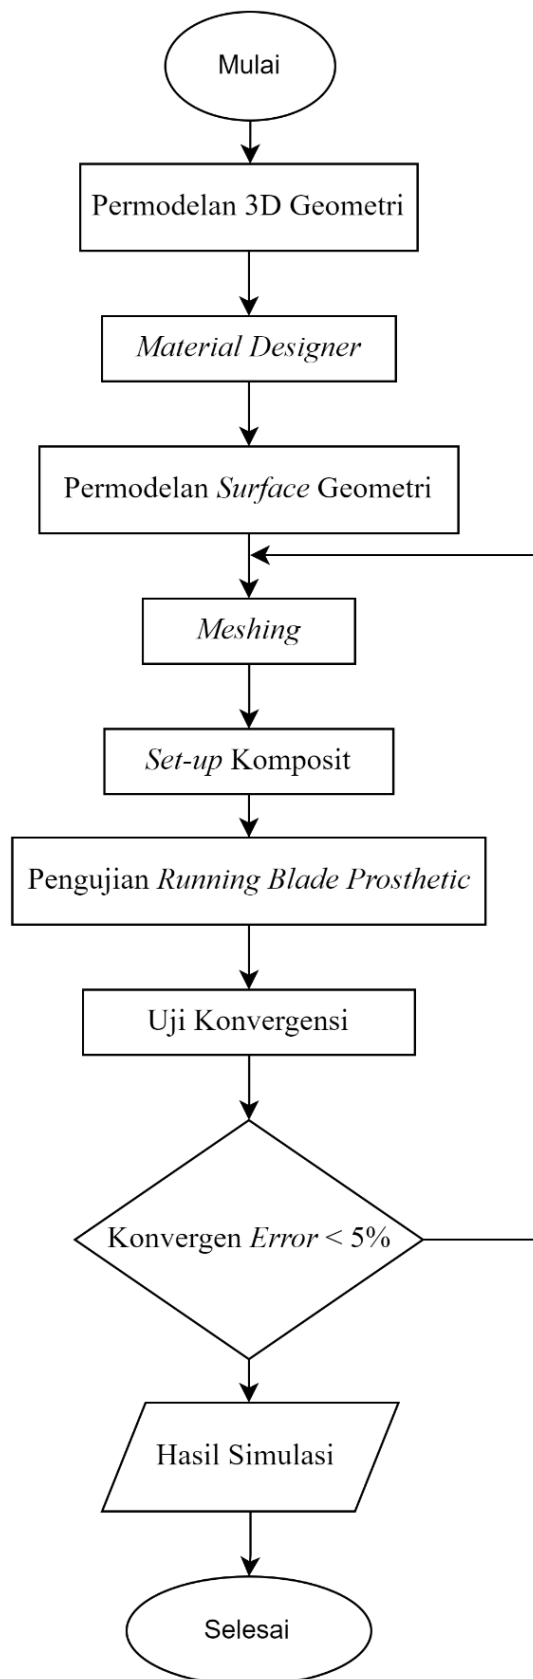 Mulai
Permodelan 3D Geometri
Material Designer
Permodelan Surface Geometri
Meshing
Set-up Komposit
Pengujian Running Blade Prosthetic
Uji Konvergensi
Konvergen Error < 5%
Hasil Simulasi
Selesai